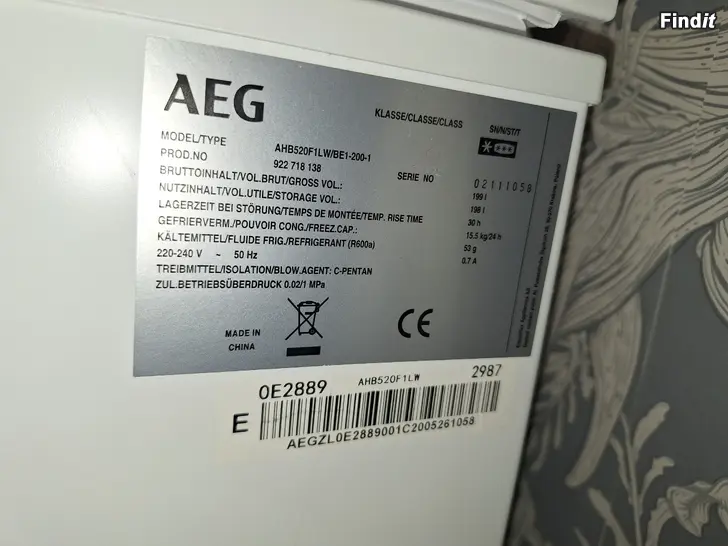 Findit
AEG
KLASSE/CLASSE/CLASS SN/N/ST/T
MODEL/TYPE AHB520F1LW/BE1-200-1
PROD.NO 922 718 138 SERIE NO 02111058
BRUTTOINHALT/VOL.BRUT/GROSS VOL.: 199 l
NUTZINHALT/VOL.UTILE/STORAGE VOL.: 198 l
LAGERZEIT BEI STÖRUNG/TEMPS DE MONTÉE/TEMP. RISE TIME 30 h
GEFRIERVERM./POUVOIR CONG./FREEZ.CAP.: 15.5 kg/24 h
KÄLTEMITTEL/FLUIDE FRIG./REFRIGERANT (R600a) 53 g
220-240 V ~ 50 Hz 0.7 A
TREIBMITTEL/ISOLATION/BLOW.AGENT: C-PENTAN
ZUL.BETRIEBSÜBERDRUCK 0.02/1 MPa
MADE IN
CHINA
CE
0E2889 AHB520F1LW 2987
E
AEGZL0E2889001C2005261058